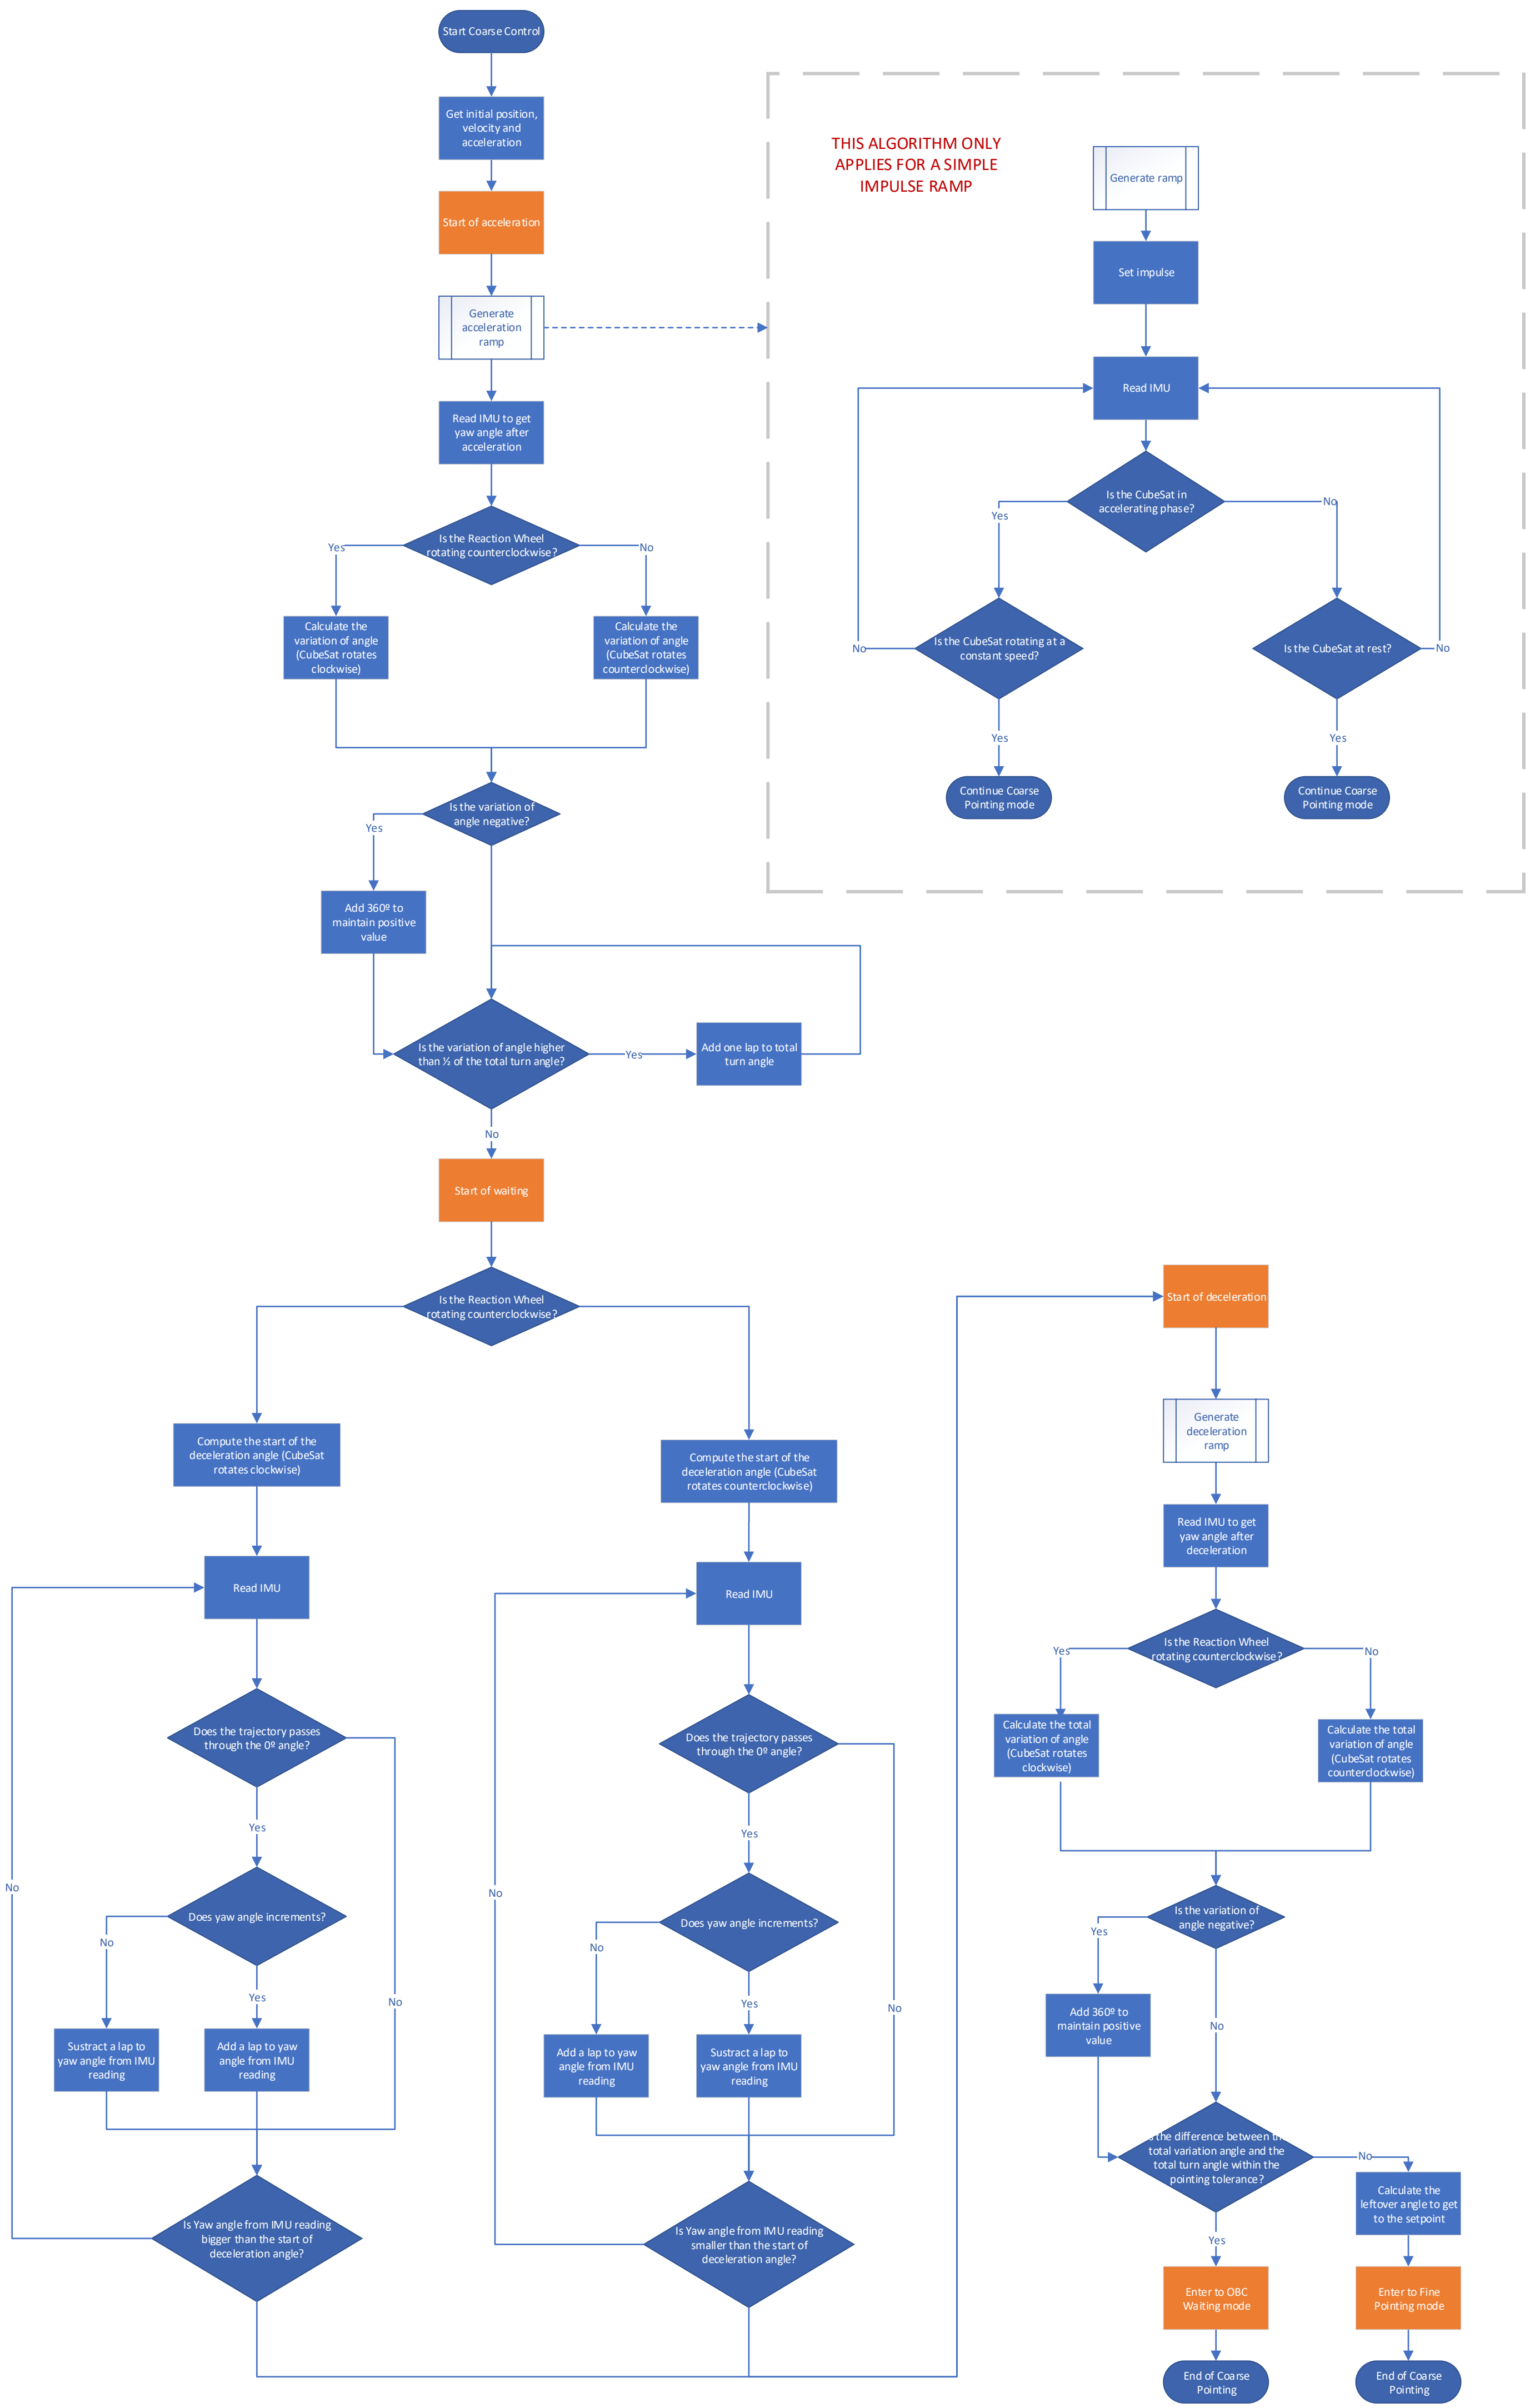 Start Coarse Control
Get initial position,
velocity and
acceleration
Start of acceleration
Generate
acceleration
ramp
Read IMU to get
yaw angle after
acceleration
Is the Reaction Wheel
rotating counterclockwise?
Yes
No
Calculate the
variation of angle
(CubeSat rotates
clockwise)
Calculate the
variation of angle
(CubeSat rotates
counterclockwise)
Is the variation of
angle negative?
Yes
Add 360º to
maintain positive
value
Is the variation of angle higher
than ½ of the total turn angle?
Yes
Add one lap to total
turn angle
No
Start of waiting
Is the Reaction Wheel
rotating counterclockwise?
THIS ALGORITHM ONLY
APPLIES FOR A SIMPLE
IMPULSE RAMP
Generate ramp
Set impulse
Read IMU
Is the CubeSat in
accelerating phase?
Yes
No
Is the CubeSat rotating at a
constant speed?
No
Is the CubeSat at rest?
No
Yes
Yes
Continue Coarse
Pointing mode
Continue Coarse
Pointing mode
Compute the start of the
deceleration angle (CubeSat
rotates clockwise)
Read IMU
Does the trajectory passes
through the 0º angle?
Yes
No
Does yaw angle increments?
No
Yes
No
Sustract a lap to
yaw angle from IMU
reading
Add a lap to yaw
angle from IMU
reading
Is Yaw angle from IMU reading
bigger than the start of
deceleration angle?
Compute the start of the
deceleration angle (CubeSat
rotates counterclockwise)
Read IMU
Does the trajectory passes
through the 0º angle?
Yes
No
Does yaw angle increments?
No
Yes
No
Add a lap to yaw
angle from IMU
reading
Sustract a lap to
yaw angle from IMU
reading
Is Yaw angle from IMU reading
smaller than the start of
deceleration angle?
Start of deceleration
Generate
deceleration
ramp
Read IMU to get
yaw angle after
deceleration
Is the Reaction Wheel
rotating counterclockwise?
Yes
No
Calculate the total
variation of angle
(CubeSat rotates
clockwise)
Calculate the total
variation of angle
(CubeSat rotates
counterclockwise)
Is the variation of
angle negative?
Yes
Add 360º to
maintain positive
value
No
Is the difference between the
total variation angle and the
total turn angle within the
pointing tolerance?
No
Calculate the
leftover angle to get
to the setpoint
Yes
Enter to OBC
Waiting mode
Enter to Fine
Pointing mode
End of Coarse
Pointing
End of Coarse
Pointing